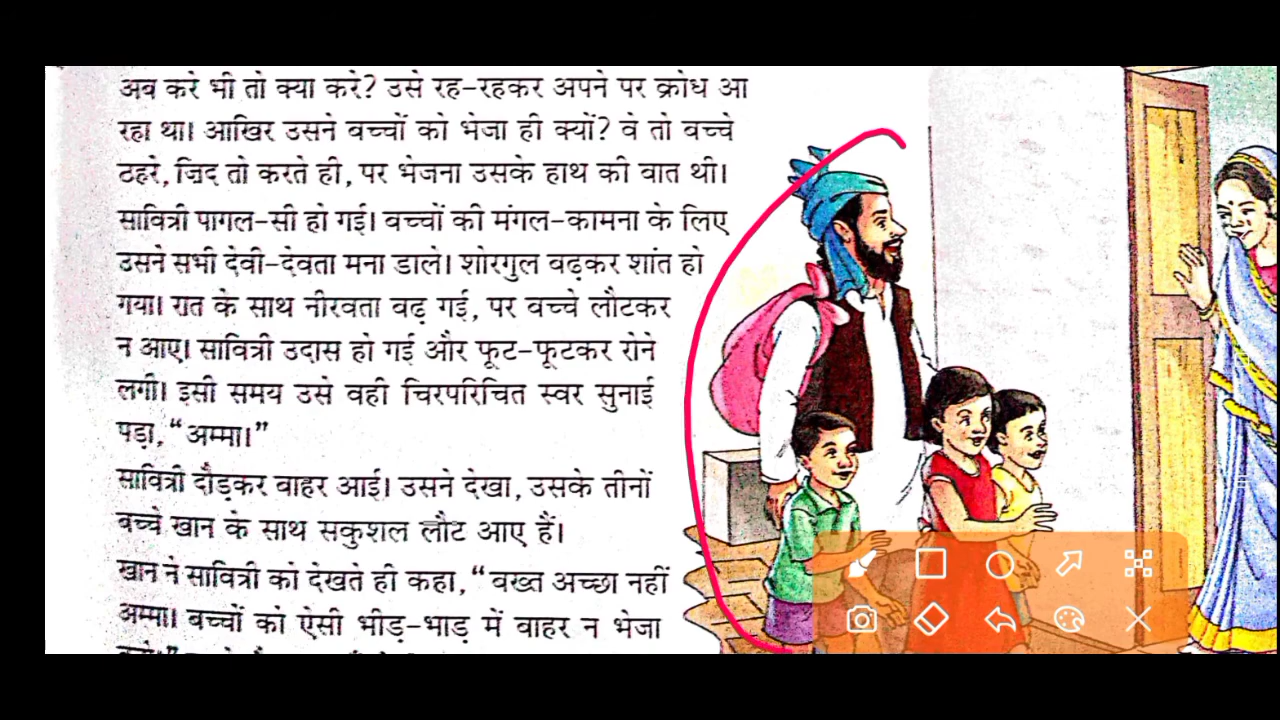 अब करे भी तो क्या करे? उसे रह-रहकर अपने पर क्रोध आ
रहा था। आखिर उसने बच्चों को भेजा ही क्यों? वे तो बच्चे
ठहरे, ज़िद तो करते ही, पर भेजना उसके हाथ की बात थी।
सावित्री पागल-सी हो गई। बच्चों की मंगल-कामना के लिए
उसने सभी देवी-देवता मना डाले। शोरगुल बढ़कर शांत हो
गया। रात के साथ नीरवता बढ़ गई, पर बच्चे लौटकर
न आए। सावित्री उदास हो गई और फूट-फूटकर रोने
लगी। इसी समय उसे वही चिरपरिचित स्वर सुनाई
पड़ा, “अम्मा।”
सावित्री दौड़कर बाहर आई। उसने देखा, उसके तीनों
बच्चे खान के साथ सकुशल लौट आए हैं।
खान ने सावित्री को देखते ही कहा, “वख्त अच्छा नहीं
अम्मा। बच्चों को ऐसी भीड़-भाड़ में बाहर न भेजा